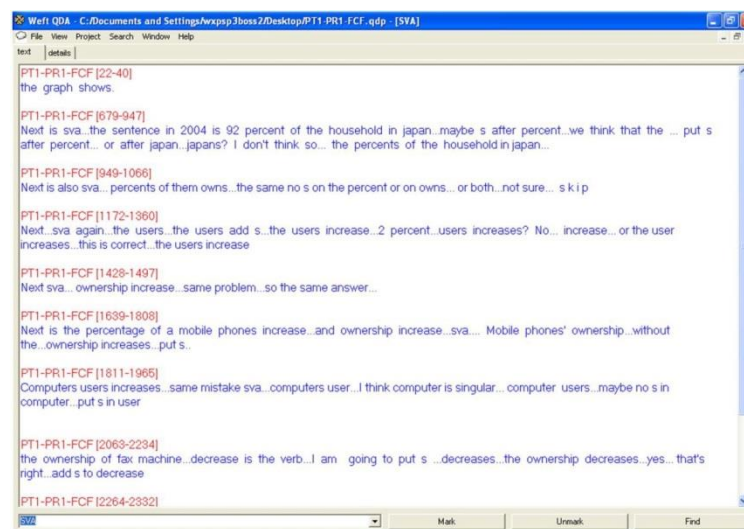 Weft QDA - C:/Documents and Settings/wxpsp3boss2/Desktop/PT1-PR1-FCF.qdp - [SVA]
File View Project Search Window Help
text details
PT1-PR1-FCF [22-40]
the graph shows.
PT1-PR1-FCF [679-947]
Next is sva...the sentence in 2004 is 92 percent of the household in japan...maybe s after percent...we think that the ... put s
after percent... or after japan...japans? I don't think so... the percents of the household in japan...
PT1-PR1-FCF [949-1066]
Next is also sva... percents of them owns...the same no s on the percent or on owns... or both...not sure... s k i p
PT1-PR1-FCF [1172-1360]
Next...sva again...the users...the users add s...the users increase...2 percent...users increases? No... increase... or the user
increases...this is correct...the users increase
PT1-PR1-FCF [1428-1497]
Next sva... ownership increase...same problem...so the same answer...
PT1-PR1-FCF [1639-1808]
Next is the percentage of a mobile phones increase...and ownership increase...sva.... Mobile phones' ownership...without
the...ownership increases...put s..
PT1-PR1-FCF [1811-1965]
Computers users increases...same mistake sva...computers user...I think computer is singular... computer users...maybe no s in
computer...put s in user
PT1-PR1-FCF [2063-2234]
the ownership of fax machine...decrease is the verb...I am going to put s ...decreases...the ownership decreases...yes... that's
right...add s to decrease
PT1-PR1-FCF [2264-2332]
SVA Mark Unmark Find